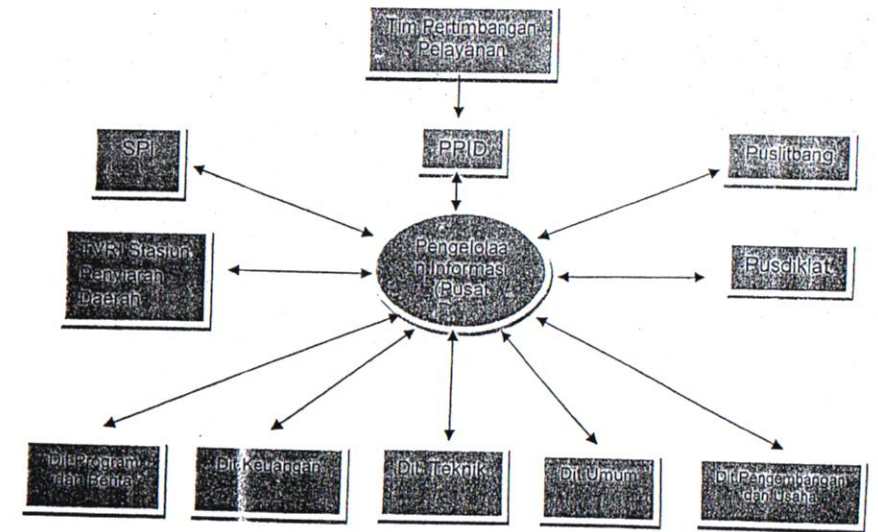 Tim Pertimbangan
Pelayanan
SPI
PPID
Puslitbang
TVRI Stasiun
Penyiaran
Daerah
Pengelolaa
n Informasi
(Pusat
Pusdiklat
Dit. Program
dan Berita
Dit Keuangan
Dit. Teknik
Dit. Umum
Dit Pengembangan
dan Usaha